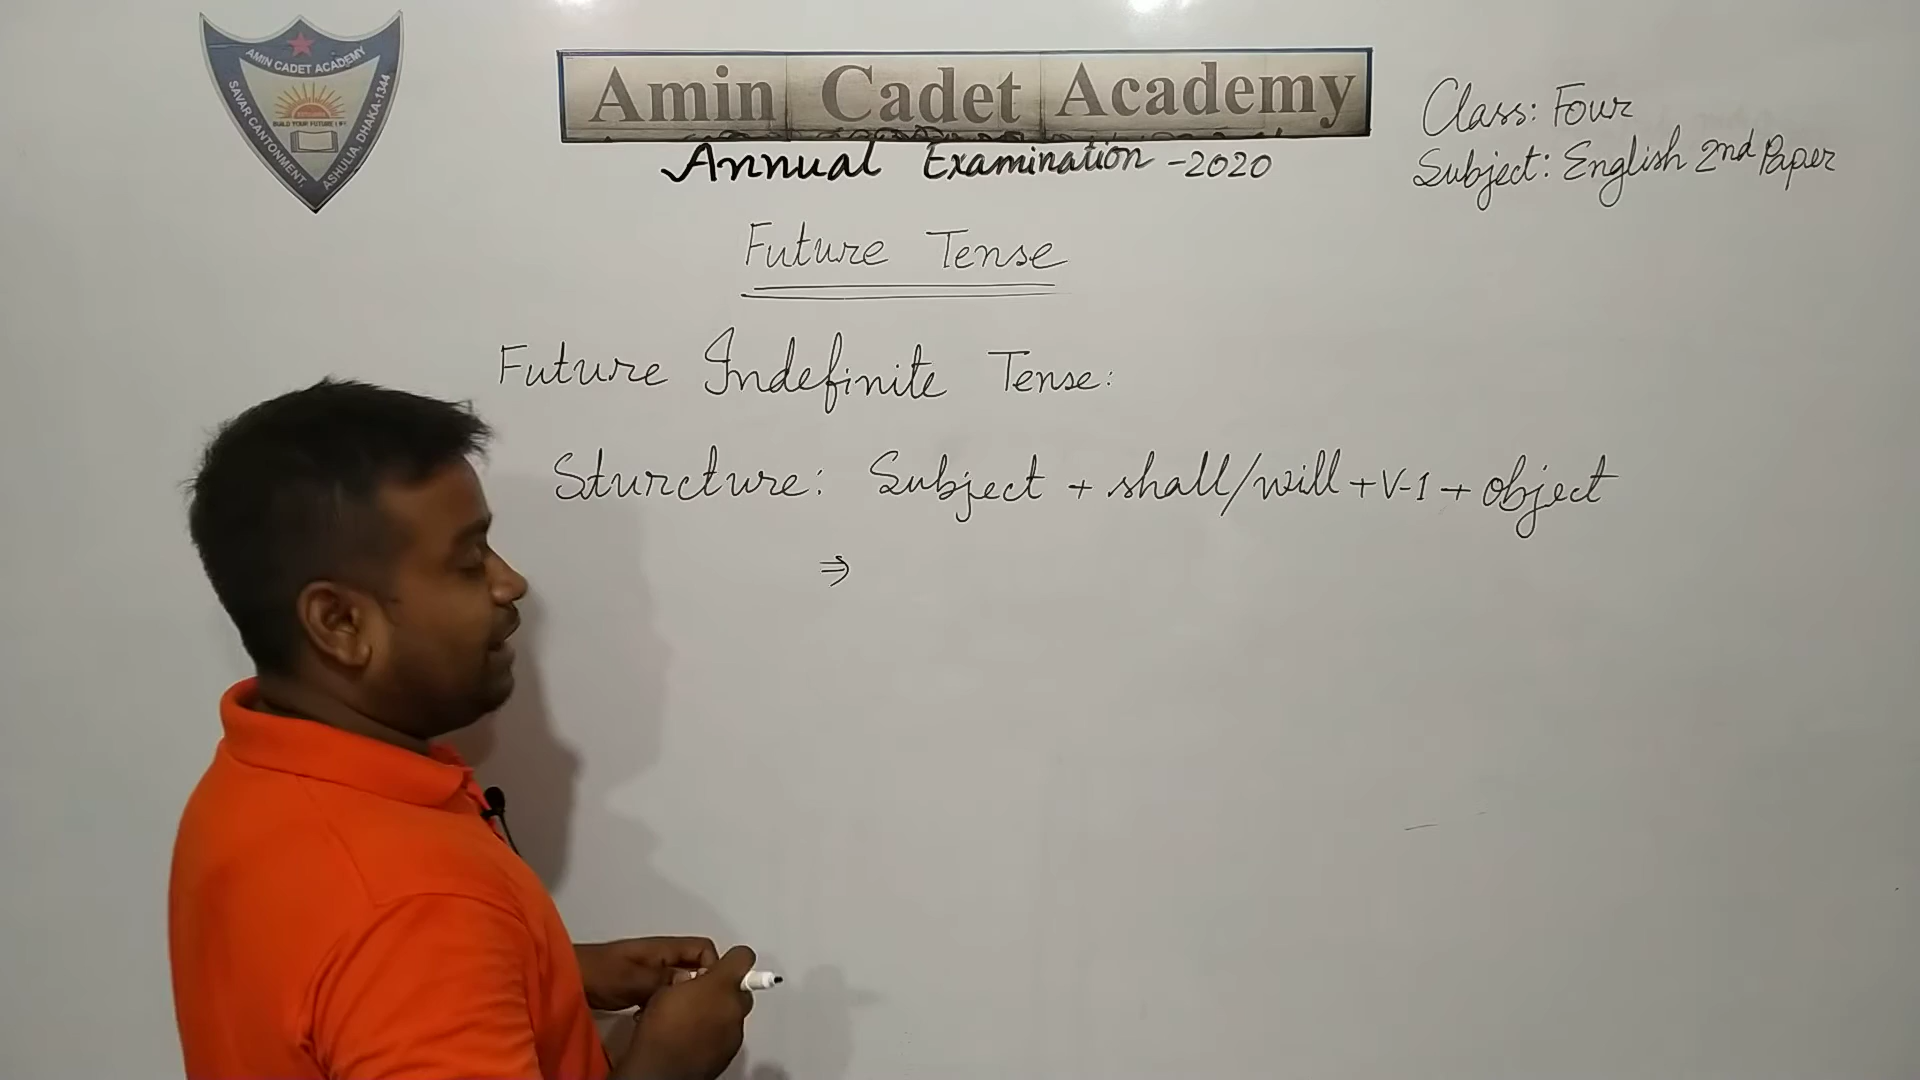 AMIN CADET ACADEMY
SAVAR CANTONMENT,
ASHULIA, DHAKA-1344
BUILD YOUR FUTURE
Amin Cadet Academy
Annual Examination -2020
Class: Four
Subject: English 2nd Paper
Future Tense
Future Indefinite Tense:
Sturcture: Subject + shall/will + V-1 + object
⇒